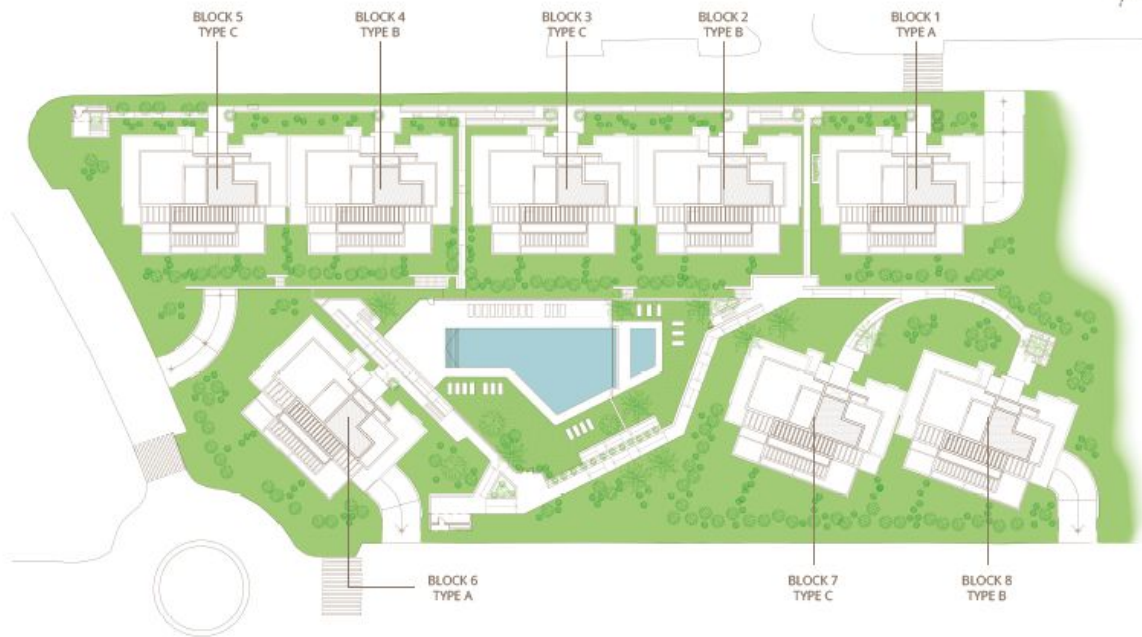 BLOCK 5
TYPE C
BLOCK 4
TYPE B
BLOCK 3
TYPE C
BLOCK 2
TYPE B
BLOCK 1
TYPE A
BLOCK 6
TYPE A
BLOCK 7
TYPE C
BLOCK 8
TYPE B